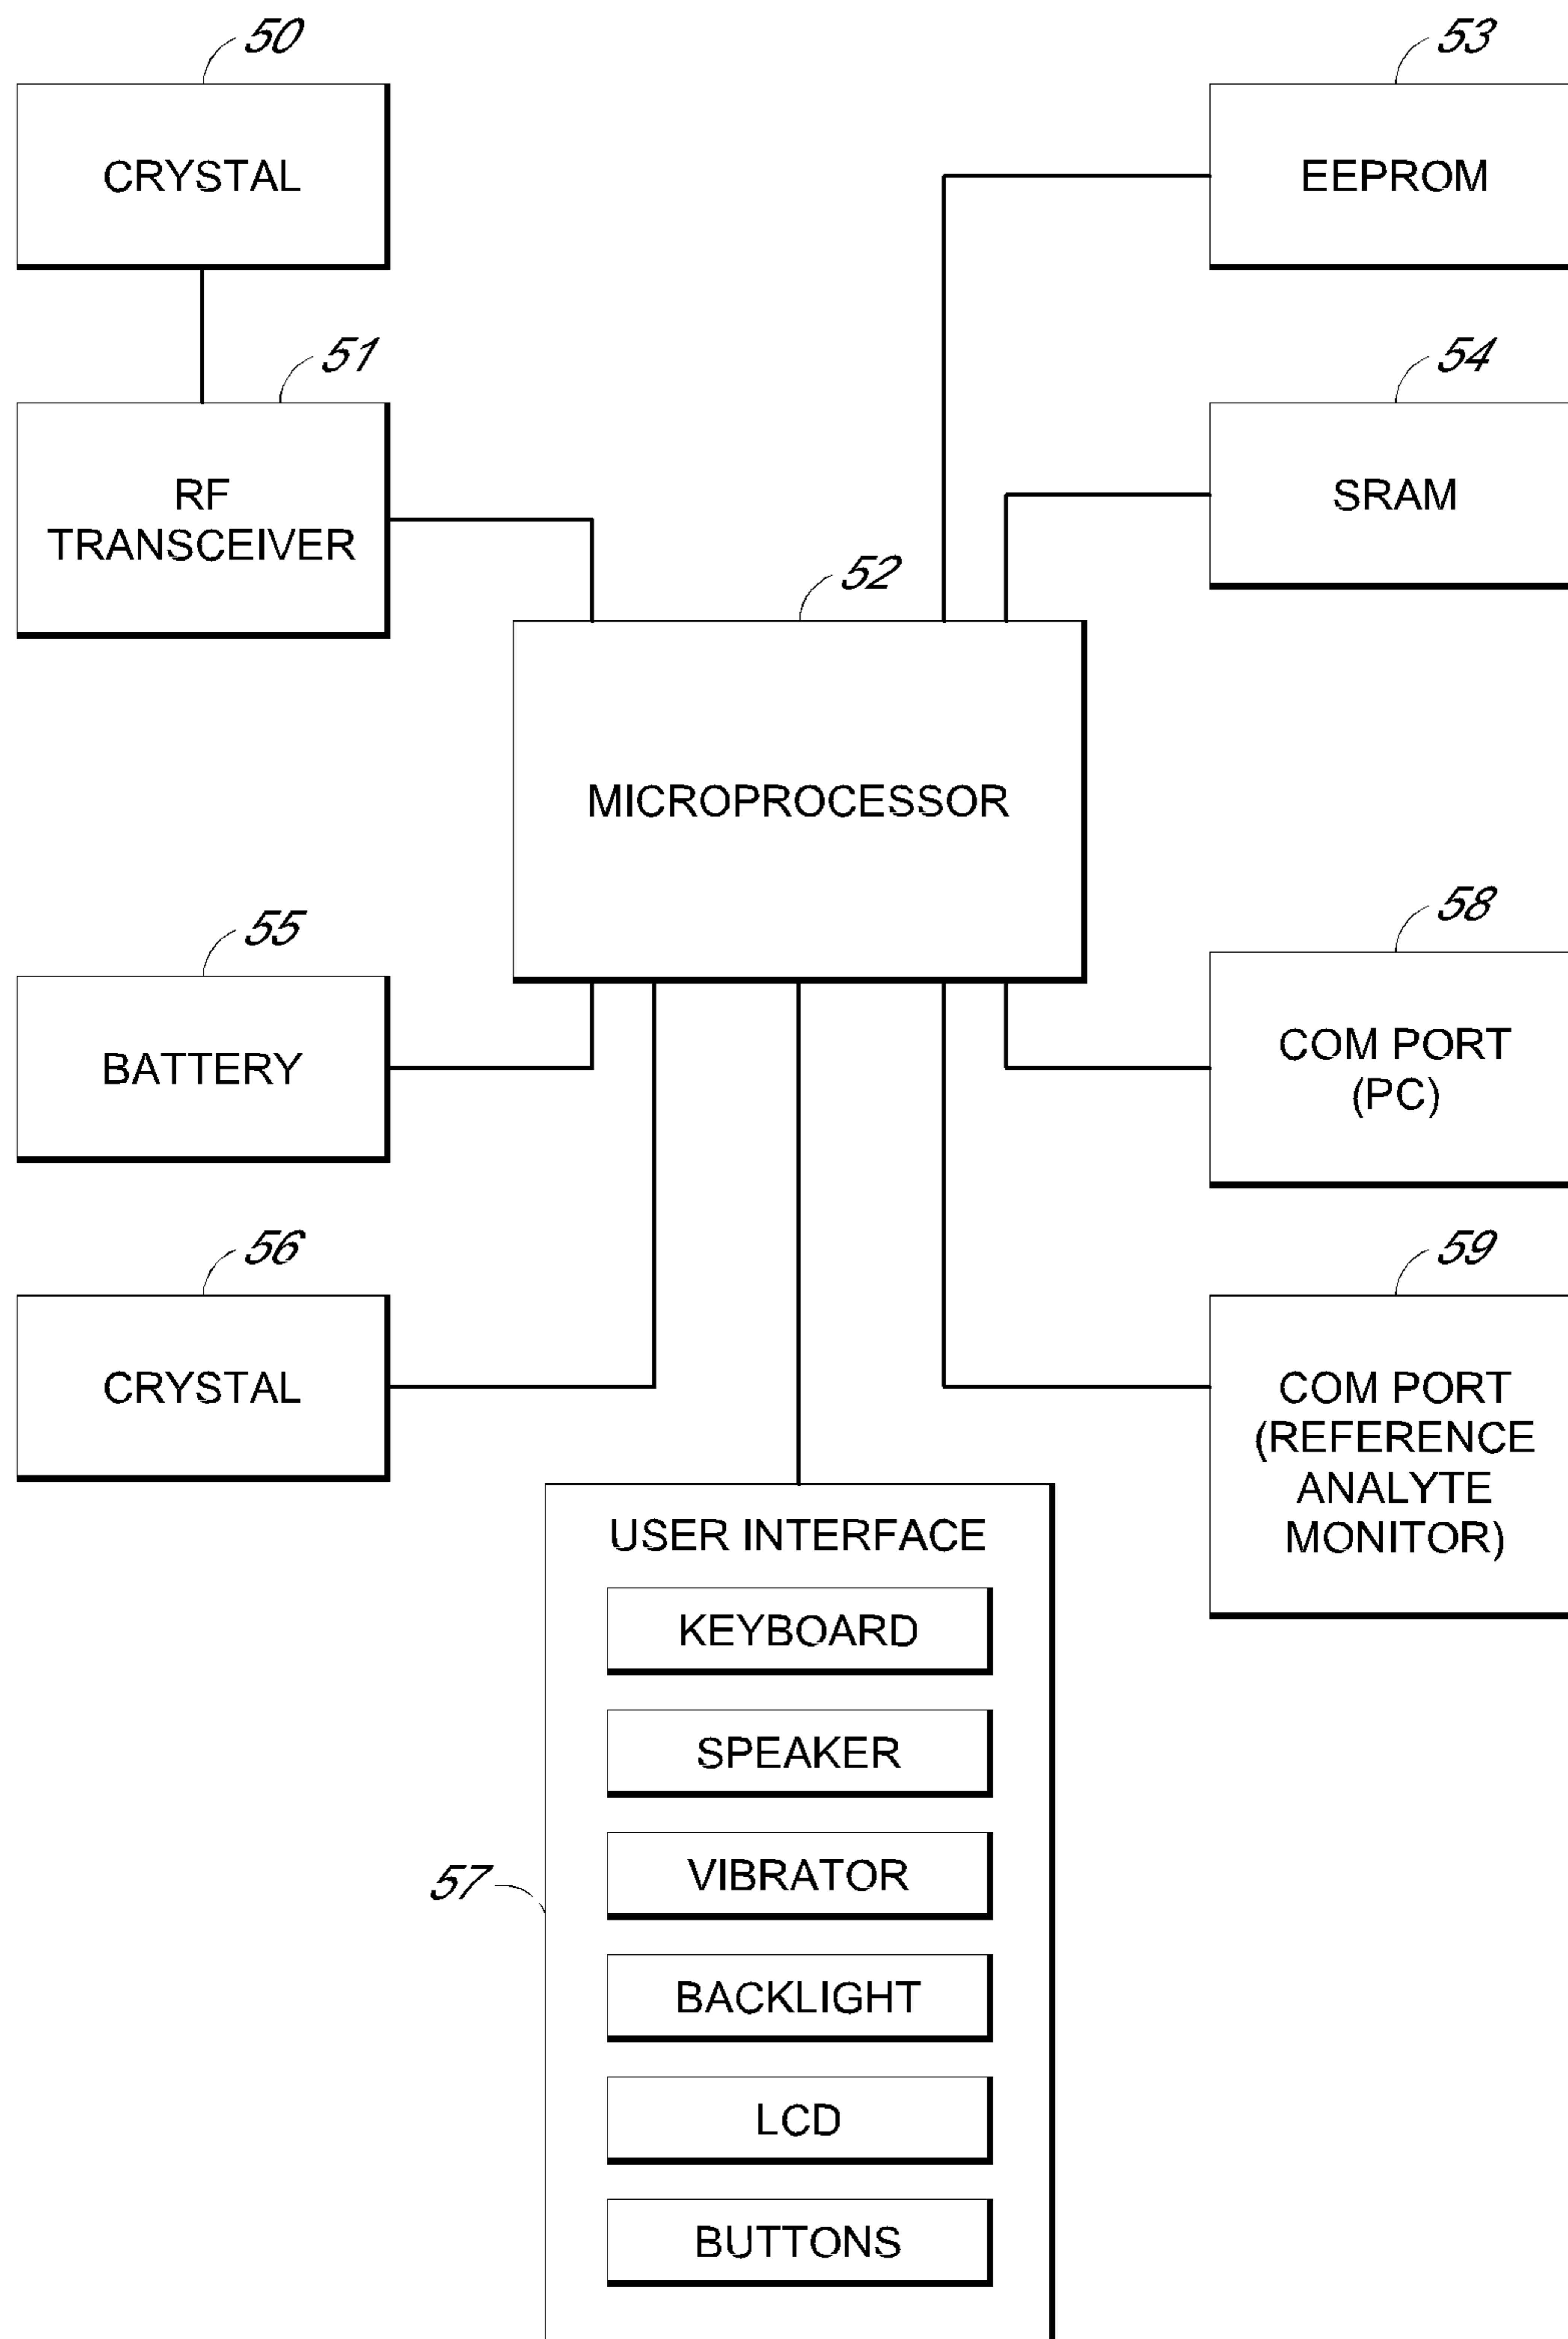 50
CRYSTAL
53
EEPROM
51
RF
TRANSCEIVER
54
SRAM
52
MICROPROCESSOR
55
BATTERY
58
COM PORT
(PC)
56
CRYSTAL
59
COM PORT
(REFERENCE
ANALYTE
MONITOR)
57
USER INTERFACE
KEYBOARD
SPEAKER
VIBRATOR
BACKLIGHT
LCD
BUTTONS